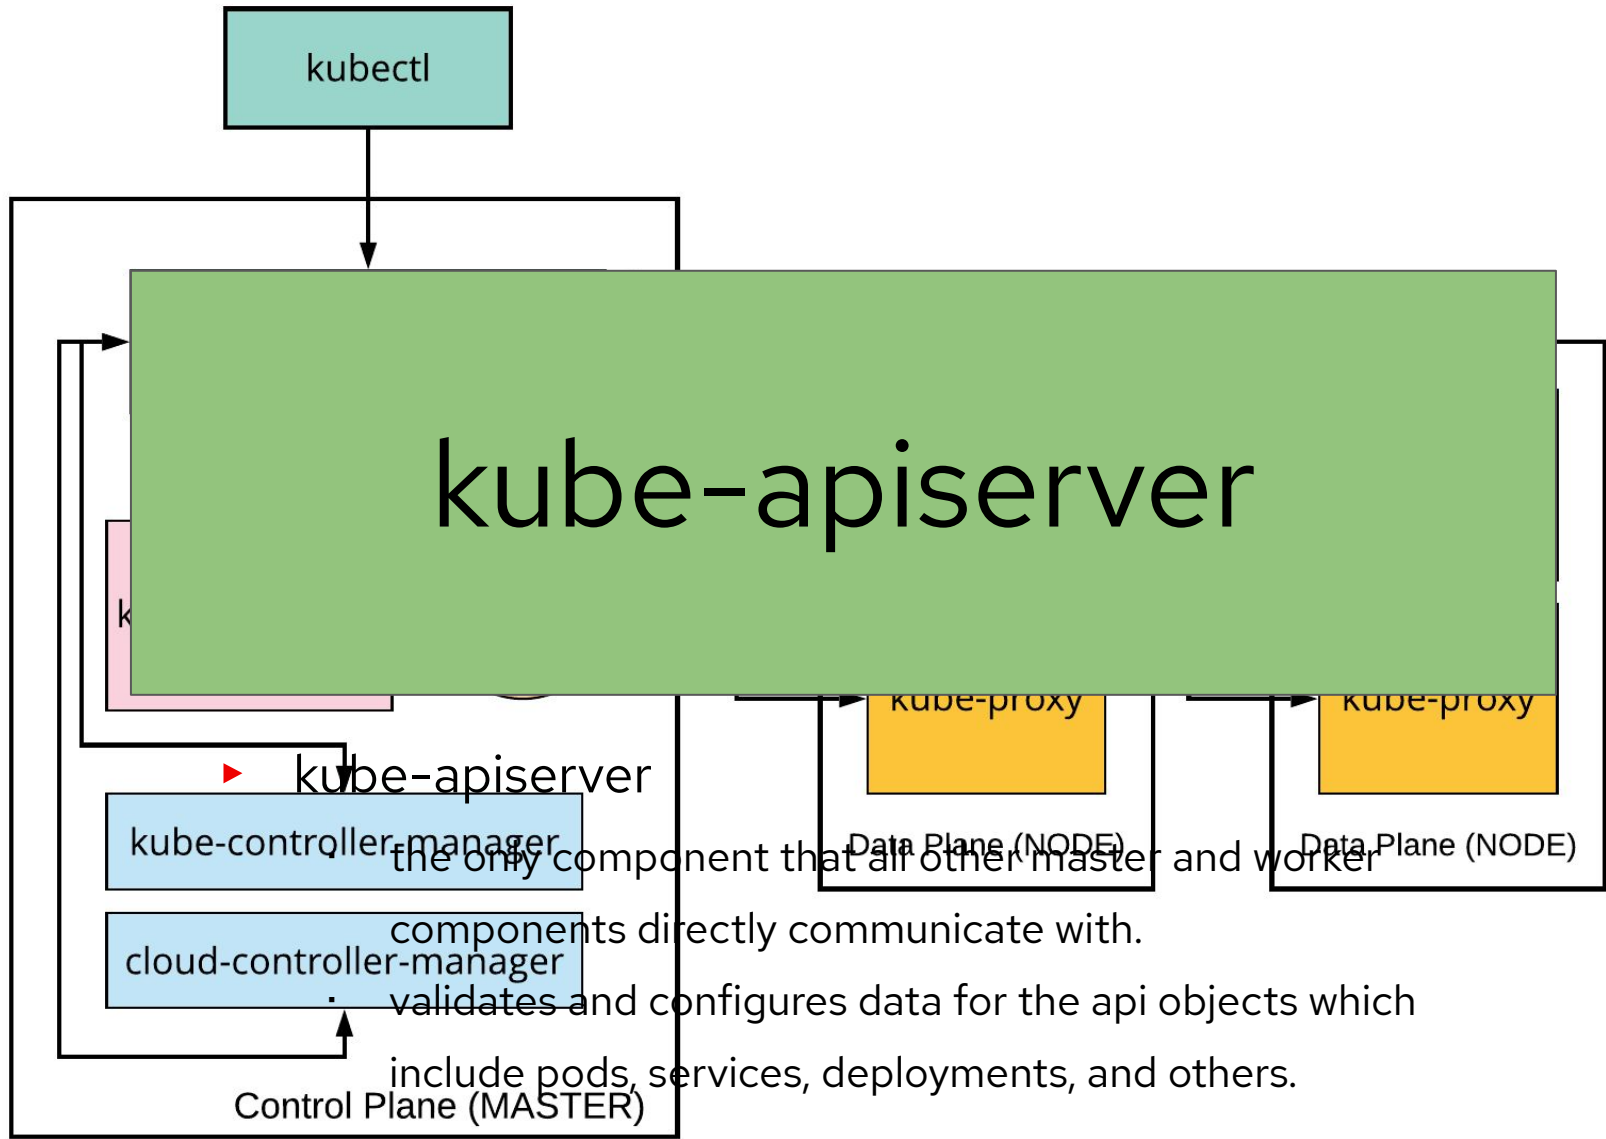 kubectl
kube-apiserver
k
kube-proxy
kube-proxy
kube-apiserver
kube-controller-manager
Data Plane (NODE)
Data Plane (NODE)
the only component that all other master and worker
components directly communicate with.
cloud-controller-manager
validates and configures data for the api objects which
include pods, services, deployments, and others.
Control Plane (MASTER)